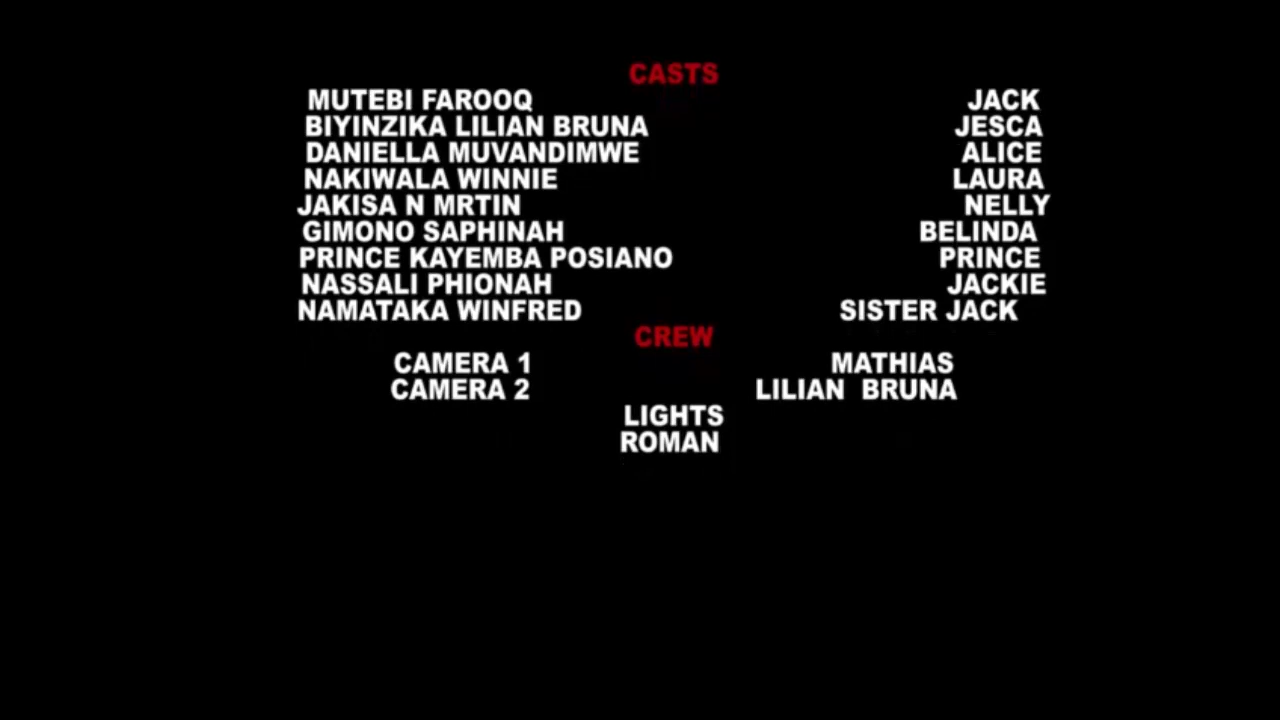 CASTS
MUTEBI FAROOQ JACK
BIYINZIKA LILIAN BRUNA JESCA
DANIELLA MUVANDIMWE ALICE
NAKIWALA WINNIE LAURA
JAKISA N MRTIN NELLY
GIMONO SAPHINAH BELINDA
PRINCE KAYEMBA POSIANO PRINCE
NASSALI PHIONAH JACKIE
NAMATAKA WINFRED SISTER JACK
CREW
CAMERA 1 MATHIAS
CAMERA 2 LILIAN BRUNA
LIGHTS
ROMAN